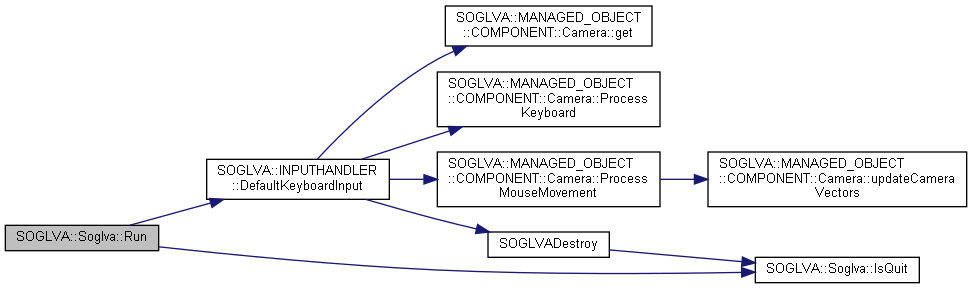 SOGLVA::MANAGED_OBJECT
::COMPONENT::Camera::get
SOGLVA::MANAGED_OBJECT
::COMPONENT::Camera::Process
Keyboard
SOGLVA::INPUTHANDLER
::DefaultKeyboardInput
SOGLVA::MANAGED_OBJECT
::COMPONENT::Camera::Process
MouseMovement
SOGLVA::MANAGED_OBJECT
::COMPONENT::Camera::updateCamera
Vectors
SOGLVA::Soglva::Run
SOGLVADestroy
SOGLVA::Soglva::IsQuit